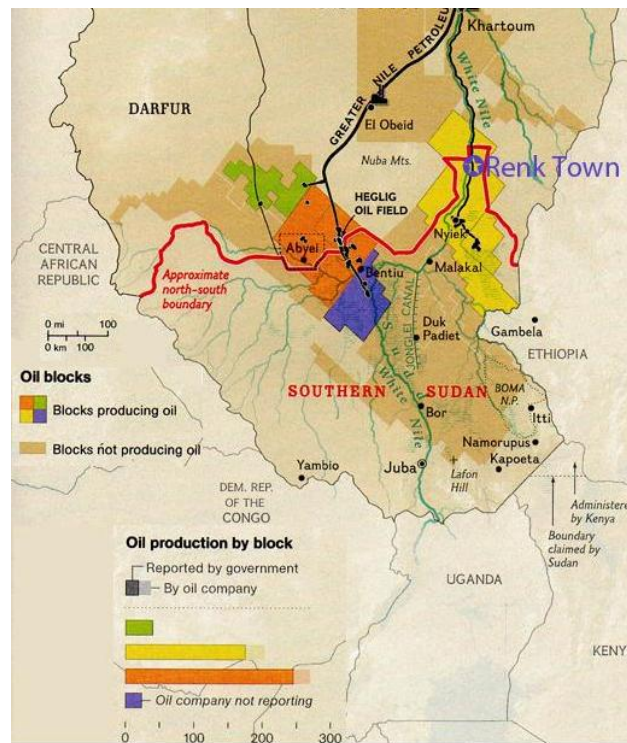 Khartoum
White Nile
GREATER NILE PETROLEU
DARFUR
El Obeid
Nuba Mts.
Renk Town
HEGLIG
OIL FIELD
Abyei
Nyiek
CENTRAL
AFRICAN
REPUBLIC
Approximate
north-south
boundary
Bentiu
Malakal
JONGLEI CANAL
0 mi 100
0 km 100
Duk
Padiet
Gambela
ETHIOPIA
Sudd
Oil blocks
Blocks producing oil
Blocks not producing oil
SOUTHERN SUDAN
White Nile
BOMA
N.P.
Bor
Itti
Namorupus
Kapoeta
Yambio
Juba
Lafon
Hill
DEM. REP.
OF THE
CONGO
Administere
by Kenya
Boundary
claimed by
Sudan
Oil production by block
Reported by government
By oil company
UGANDA
KENY
Oil company not reporting
0 100 200 300